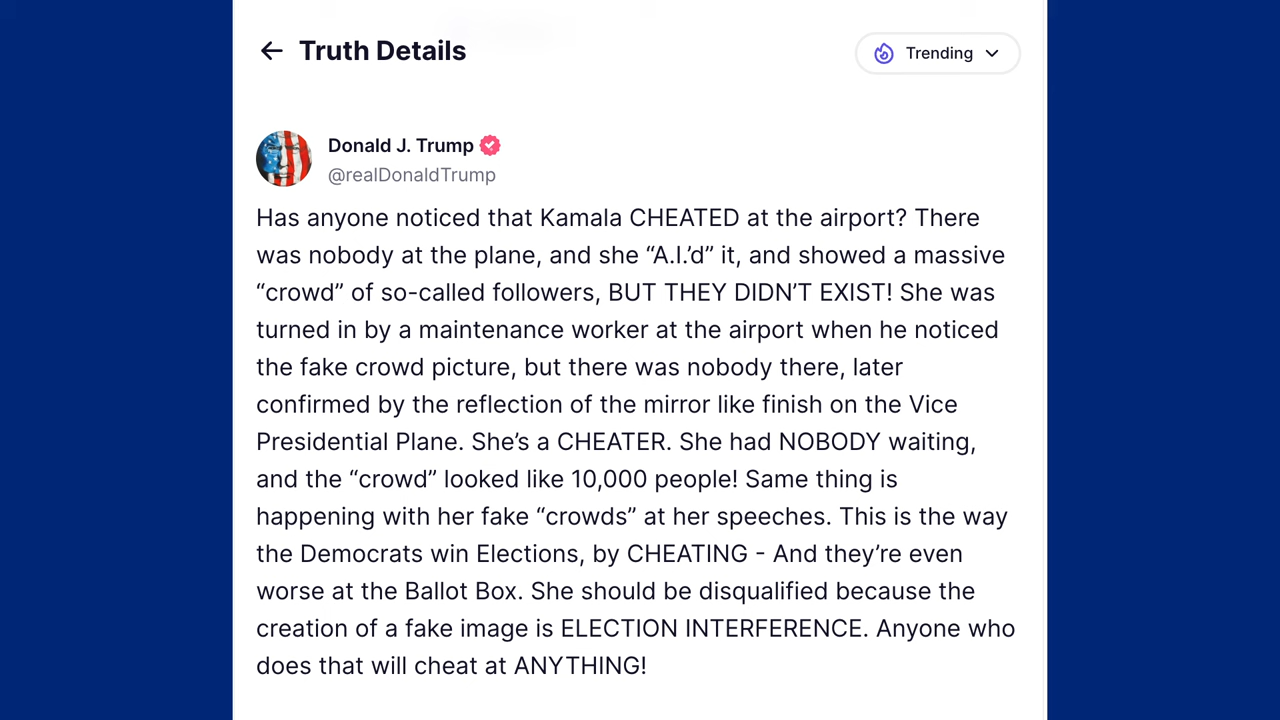 Truth Details
Trending
Donald J. Trump
@realDonaldTrump
Has anyone noticed that Kamala CHEATED at the airport? There
was nobody at the plane, and she “A.I.’d” it, and showed a massive
“crowd” of so-called followers, BUT THEY DIDN’T EXIST! She was
turned in by a maintenance worker at the airport when he noticed
the fake crowd picture, but there was nobody there, later
confirmed by the reflection of the mirror like finish on the Vice
Presidential Plane. She’s a CHEATER. She had NOBODY waiting,
and the “crowd” looked like 10,000 people! Same thing is
happening with her fake “crowds” at her speeches. This is the way
the Democrats win Elections, by CHEATING - And they’re even
worse at the Ballot Box. She should be disqualified because the
creation of a fake image is ELECTION INTERFERENCE. Anyone who
does that will cheat at ANYTHING!